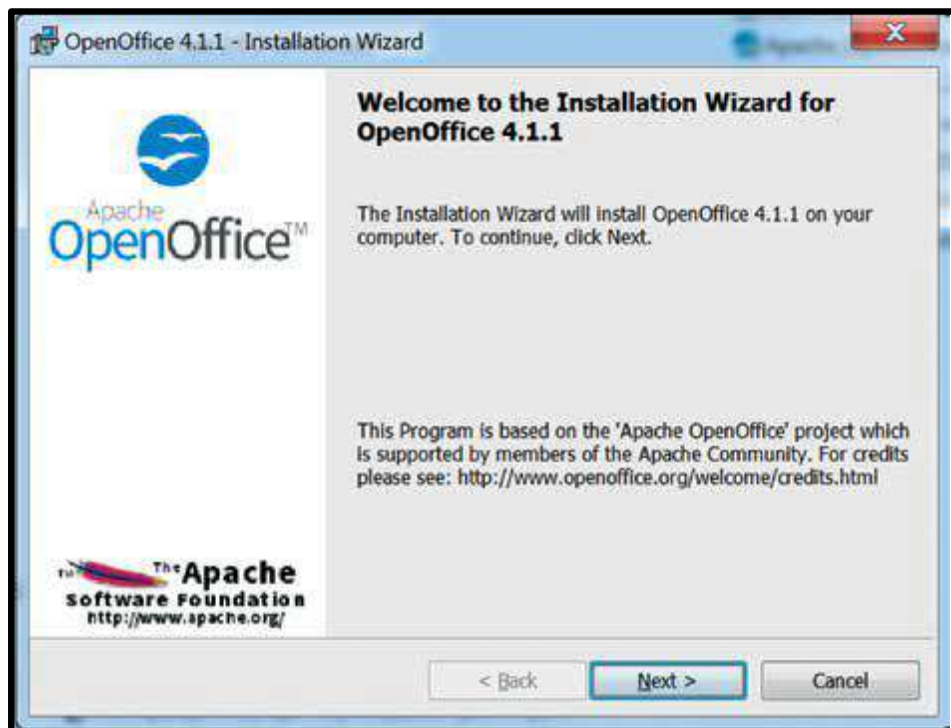 OpenOffice 4.1.1 - Installation Wizard
Apache
X
Welcome to the Installation Wizard for
OpenOffice 4.1.1
Apache
OpenOffice™
The Installation Wizard will install OpenOffice 4.1.1 on your
computer. To continue, click Next.
This Program is based on the 'Apache OpenOffice' project which
is supported by members of the Apache Community. For credits
please see: http://www.openoffice.org/welcome/credits.html
TM The Apache
Software Foundation
http://www.apache.org/
< Back
Next >
Cancel